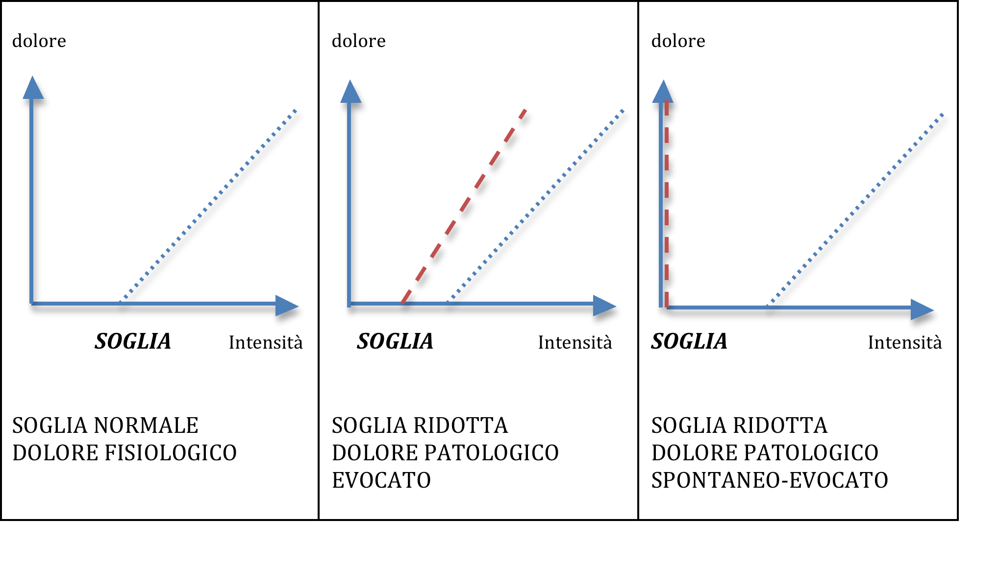 dolore
SOGLIA
Intensità
SOGLIA NORMALE
DOLORE FISIOLOGICO
dolore
SOGLIA
Intensità
SOGLIA RIDOTTA
DOLORE PATOLOGICO
EVOCATO
dolore
SOGLIA
Intensità
SOGLIA RIDOTTA
DOLORE PATOLOGICO
SPONTANEO-EVOCATO